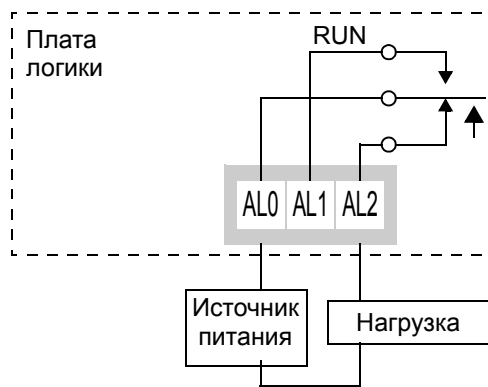 Плата
логики
RUN
AL0 AL1 AL2
Источник
питания
Нагрузка